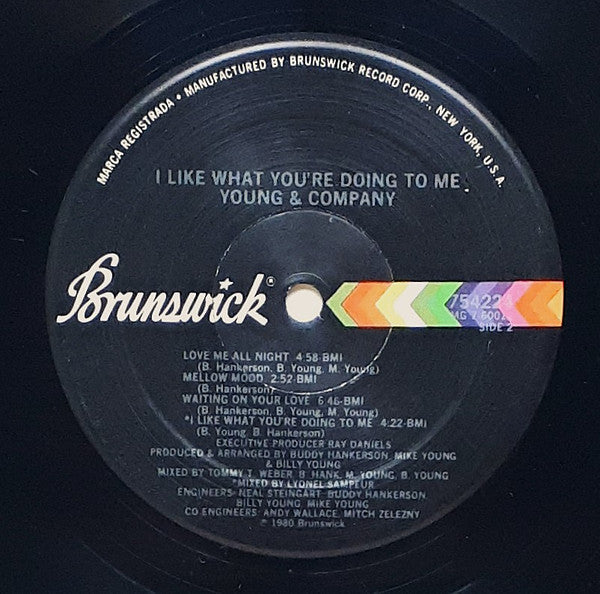 MARCA REGISTRADA • MANUFACTURED BY BRUNSWICK RECORD CORP., NEW YORK, U.S.A.
I LIKE WHAT YOU'RE DOING TO ME
YOUNG & COMPANY
Brunswick®
SIDE 2
LOVE ME ALL NIGHT 4:58-BMI
(B. Hankerson, B. Young, M. Young)
MELLOW MOOD 2:52-BMI
(B. Hankerson)
WAITING ON YOUR LOVE 6:46-BMI
(B. Hankerson, B. Young, M. Young)
*I LIKE WHAT YOU'RE DOING TO ME 4:22-BMI
(B. Young, B. Hankerson)
EXECUTIVE PRODUCER RAY DANIELS
PRODUCED & ARRANGED BY BUDDY HANKERSON, MIKE YOUNG
& BILLY YOUNG
MIXED BY TOMMY T. WEBER, B. HANK, M. YOUNG, B. YOUNG
*MIXED BY LYONEL SAMPEUR
ENGINEERS: NEAL STEINGART, BUDDY HANKERSON,
BILLY YOUNG, MIKE YOUNG
CO ENGINEERS: ANDY WALLACE, MITCH ZELEZNY
℗ 1980 Brunswick